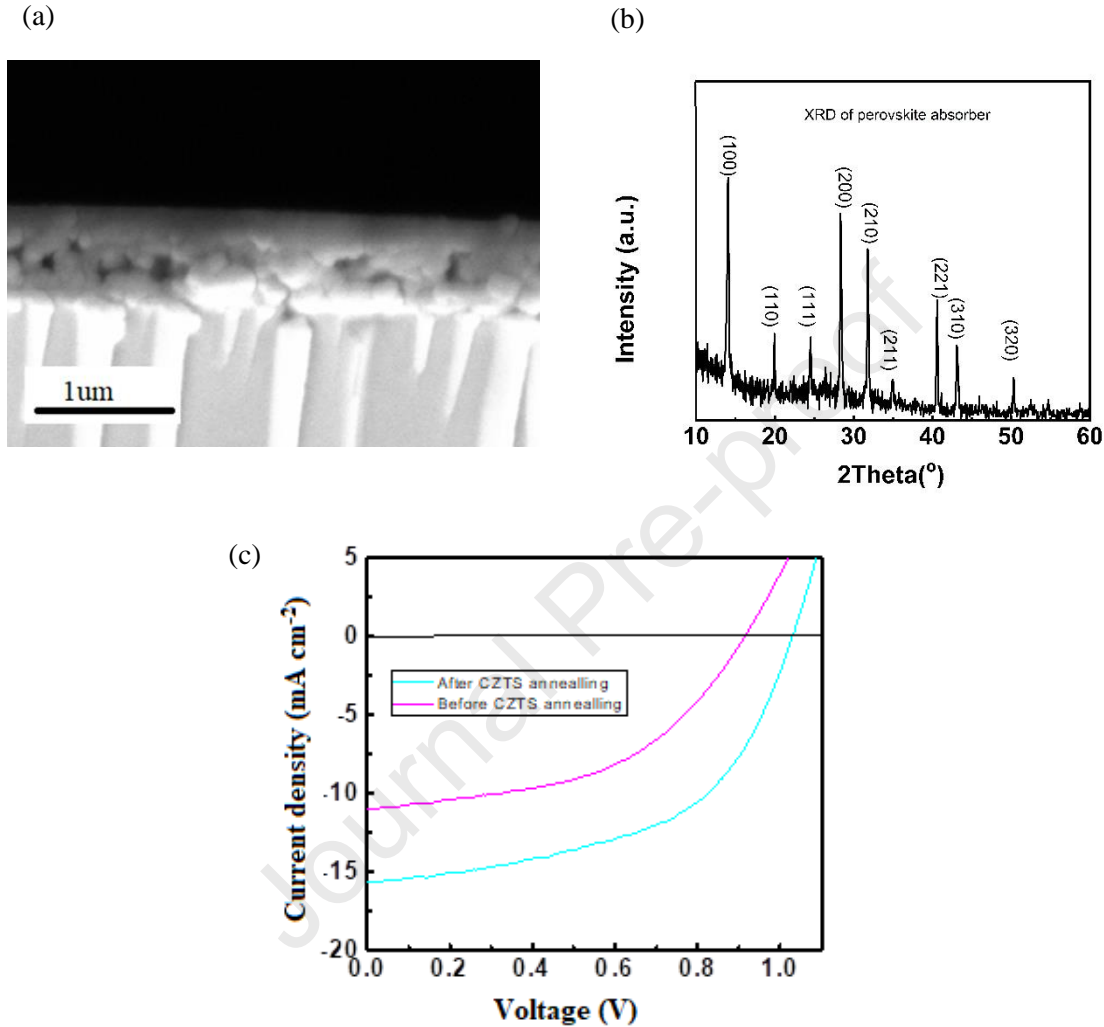 (a)
1um
(b)
XRD of perovskite absorber
(100)
(110)
(111)
(200)
(210)
(211)
(221)
(310)
(320)
Intensity (a.u.)
10 20 30 40 50 60
2Theta(°)
(c)
5
0
-5
-10
-15
-20
Current density (mA cm⁻²)
After CZTS annealling
Before CZTS annealling
0.0 0.2 0.4 0.6 0.8 1.0
Voltage (V)
Journal Pre-proof